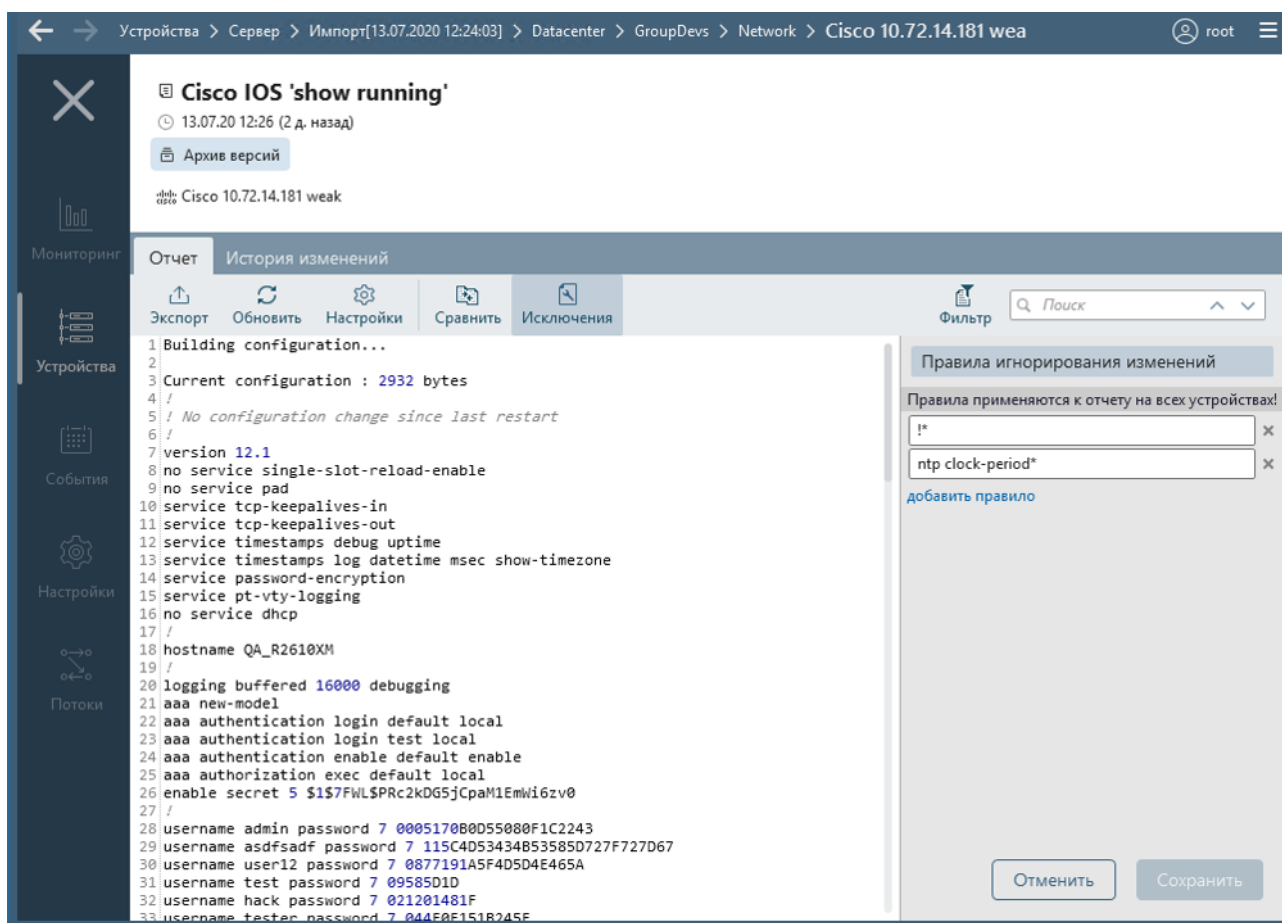 Устройства > Сервер > Импорт[13.07.2020 12:24:03] > Datacenter > GroupDevs > Network > Cisco 10.72.14.181 wea
root
Cisco IOS 'show running'
13.07.20 12:26 (2 д. назад)
Архив версий
Cisco 10.72.14.181 weak
Мониторинг
Устройства
События
Настройки
Потоки
Отчет История изменений
Экспорт Обновить Настройки Сравнить Исключения Фильтр Поиск
1 Building configuration...
2
3 Current configuration : 2932 bytes
4 !
5 ! No configuration change since last restart
6 !
7 version 12.1
8 no service single-slot-reload-enable
9 no service pad
10 service tcp-keepalives-in
11 service tcp-keepalives-out
12 service timestamps debug uptime
13 service timestamps log datetime msec show-timezone
14 service password-encryption
15 service pt-vty-logging
16 no service dhcp
17 !
18 hostname QA_R2610XM
19 !
20 logging buffered 16000 debugging
21 aaa new-model
22 aaa authentication login default local
23 aaa authentication login test local
24 aaa authentication enable default enable
25 aaa authorization exec default local
26 enable secret 5 $1$7FWL$PRc2kDG5jCpaM1EmWi6zv0
27 !
28 username admin password 7 0005170B0D55080F1C2243
29 username asdfsadf password 7 115C4D53434B53585D727F727D67
30 username user12 password 7 0877191A5F4D5D4E465A
31 username test password 7 09585D1D
32 username hack password 7 021201481F
33 username tester password 7 044F0E151B245E
Правила игнорирования изменений
Правила применяются к отчету на всех устройствах!
!*
ntp clock-period*
добавить правило
Отменить Сохранить